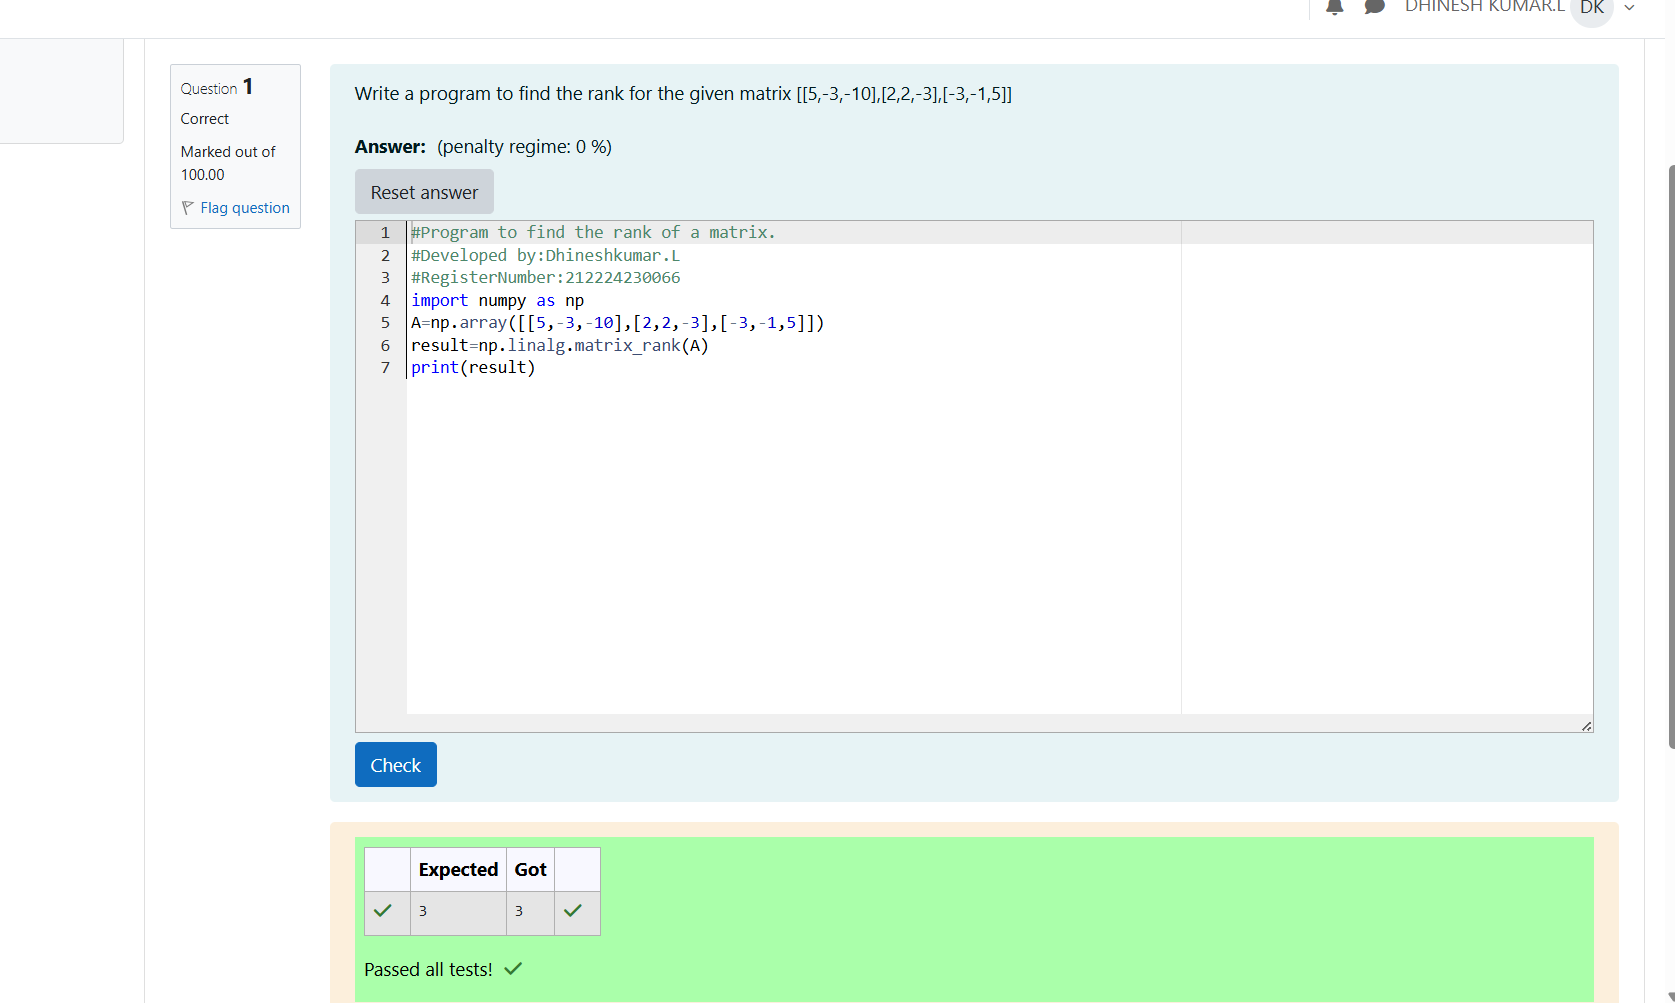 DHINESH KUMAR.L DK
Question 1
Correct
Marked out of
100.00
Flag question
Write a program to find the rank for the given matrix [[5,-3,-10],[2,2,-3],[-3,-1,5]]
Answer: (penalty regime: 0 %)
Reset answer
1 #Program to find the rank of a matrix.
2 #Developed by:Dhineshkumar.L
3 #RegisterNumber:212224230066
4 import numpy as np
5 A=np.array([[5,-3,-10],[2,2,-3],[-3,-1,5]])
6 result=np.linalg.matrix_rank(A)
7 print(result)
Check
Expected Got
3 3
Passed all tests!